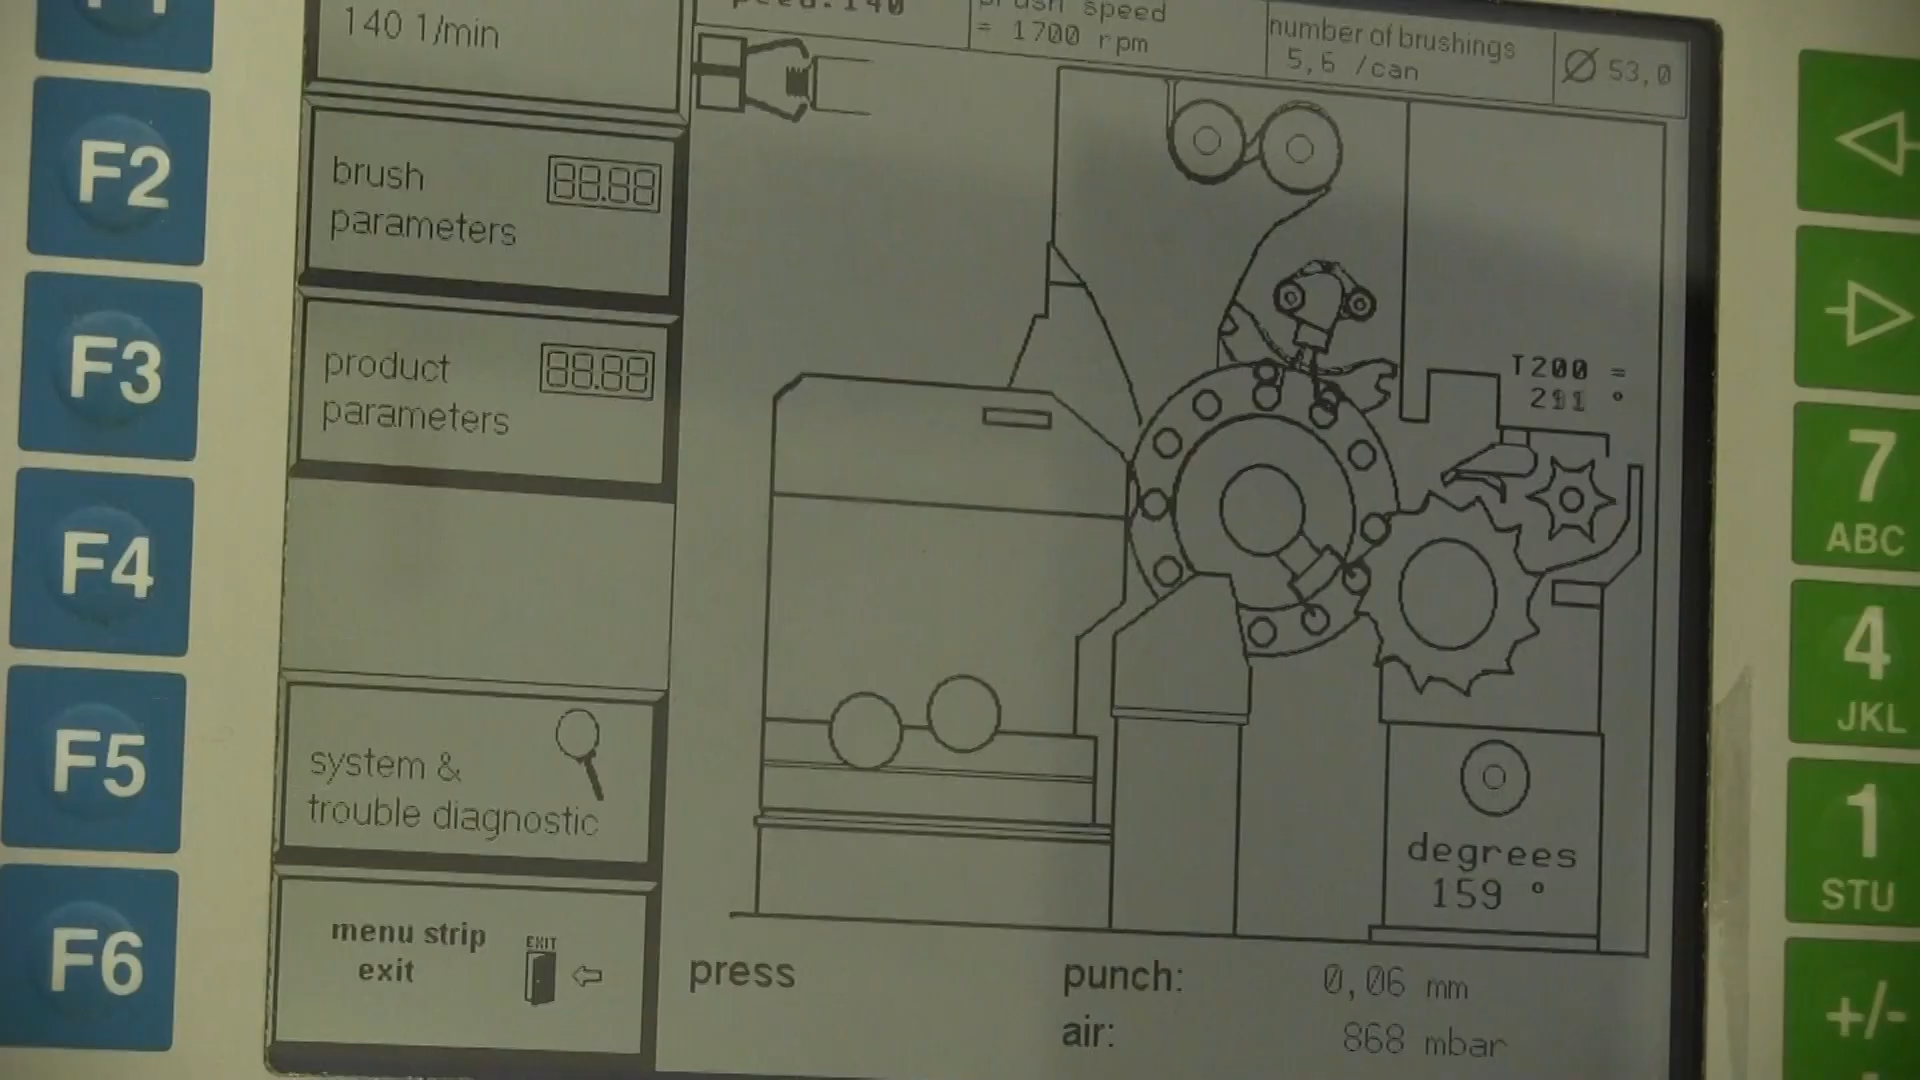 140 1/min
speed
= 1700 rpm
number of brushings
5,6 /can
Ø 53,0
F2
brush
parameters
88.88
F3
product
parameters
88.88
F4
F5
system &
trouble diagnostic
F6
menu strip
exit
EXIT
T200 =
°
degrees
159 °
press
punch: 0,06 mm
air: 868 mbar
7
ABC
4
JKL
1
STU
+/-